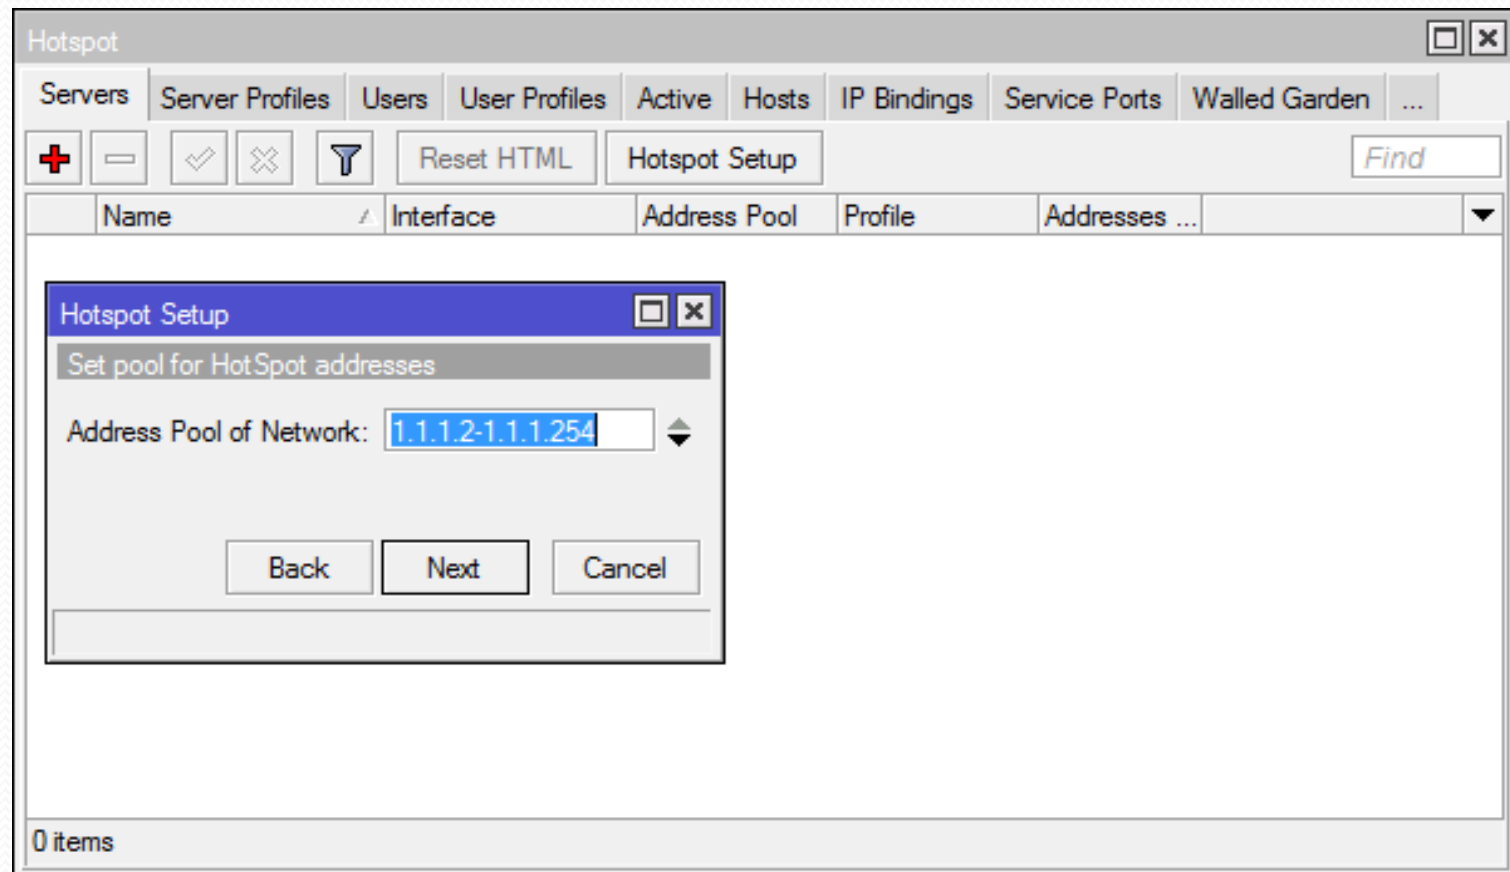 Hotspot
Servers Server Profiles Users User Profiles Active Hosts IP Bindings Service Ports Walled Garden ...
Reset HTML Hotspot Setup Find
Name Interface Address Pool Profile Addresses ...
Hotspot Setup
Set pool for HotSpot addresses
Address Pool of Network: 1.1.1.2-1.1.1.254
Back Next Cancel
0 items